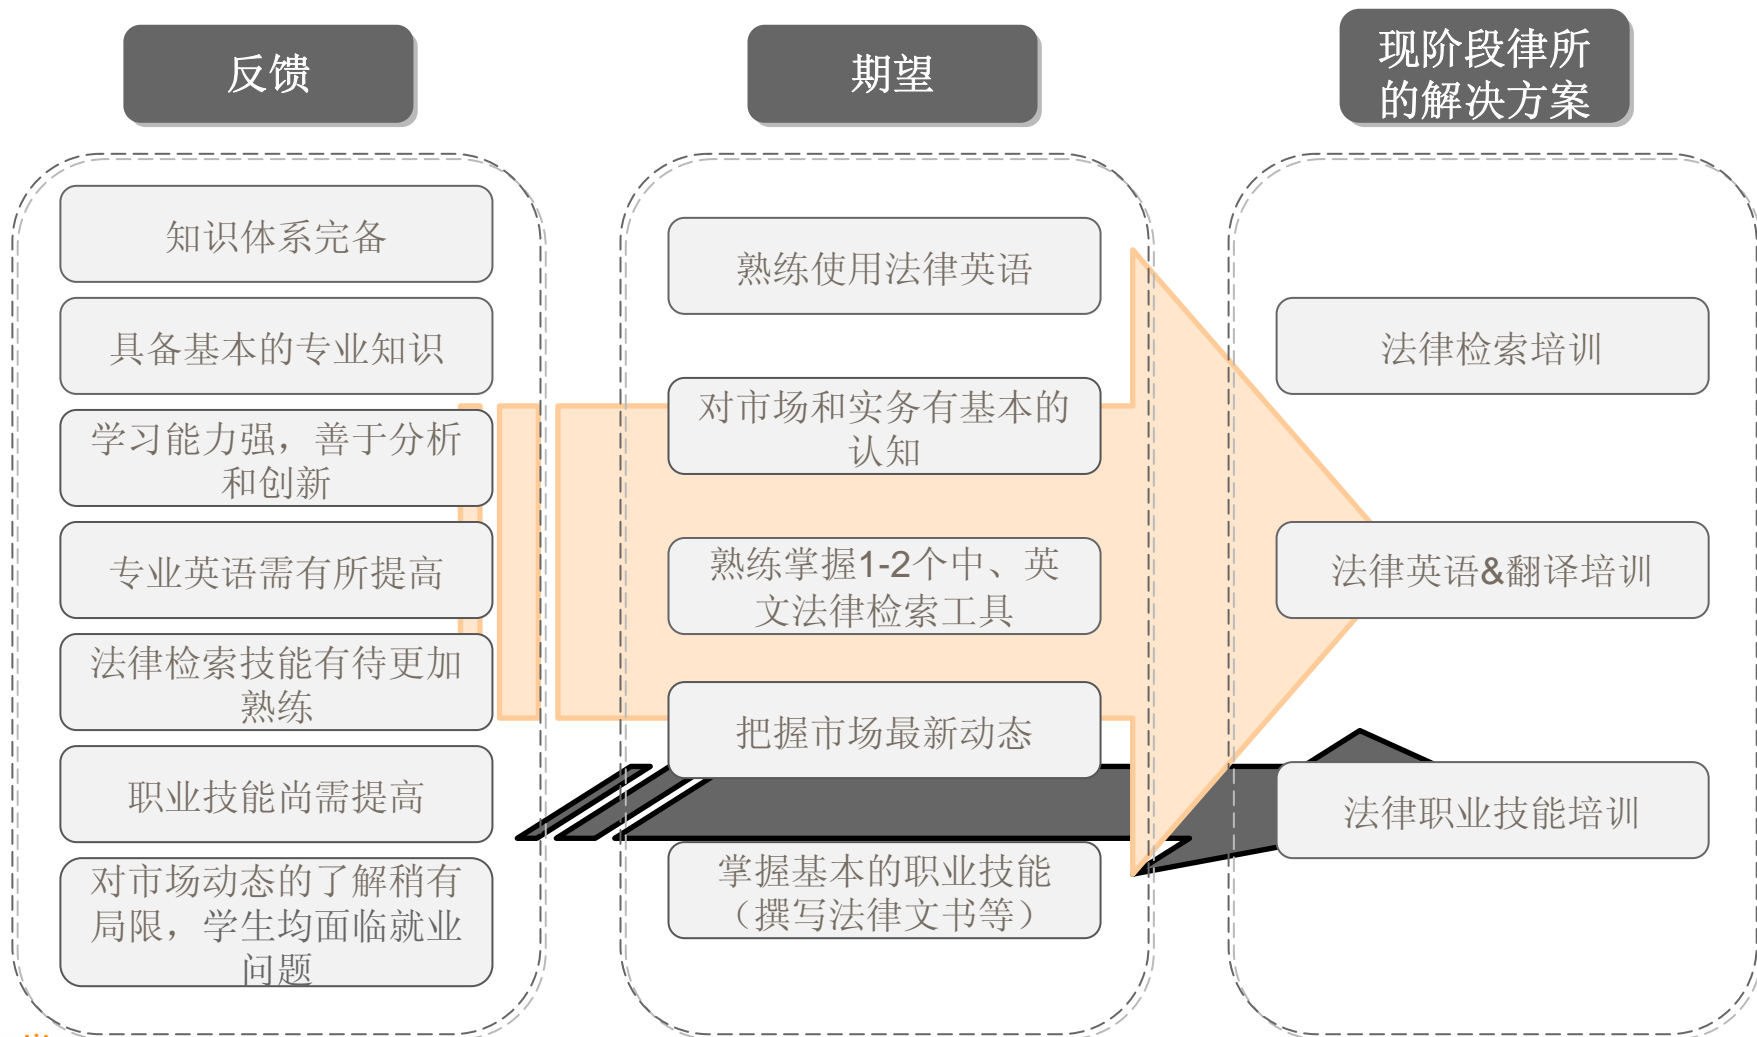 反馈
知识体系完备
具备基本的专业知识
学习能力强，善于分析
和创新
专业英语需有所提高
法律检索技能有待更加
熟练
职业技能尚需提高
对市场动态的了解稍有
局限，学生均面临就业
问题
期望
熟练使用法律英语
对市场和实务有基本的
认知
熟练掌握1-2个中、英
文法律检索工具
把握市场最新动态
掌握基本的职业技能
（撰写法律文书等）
现阶段律所
的解决方案
法律检索培训
法律英语&翻译培训
法律职业技能培训